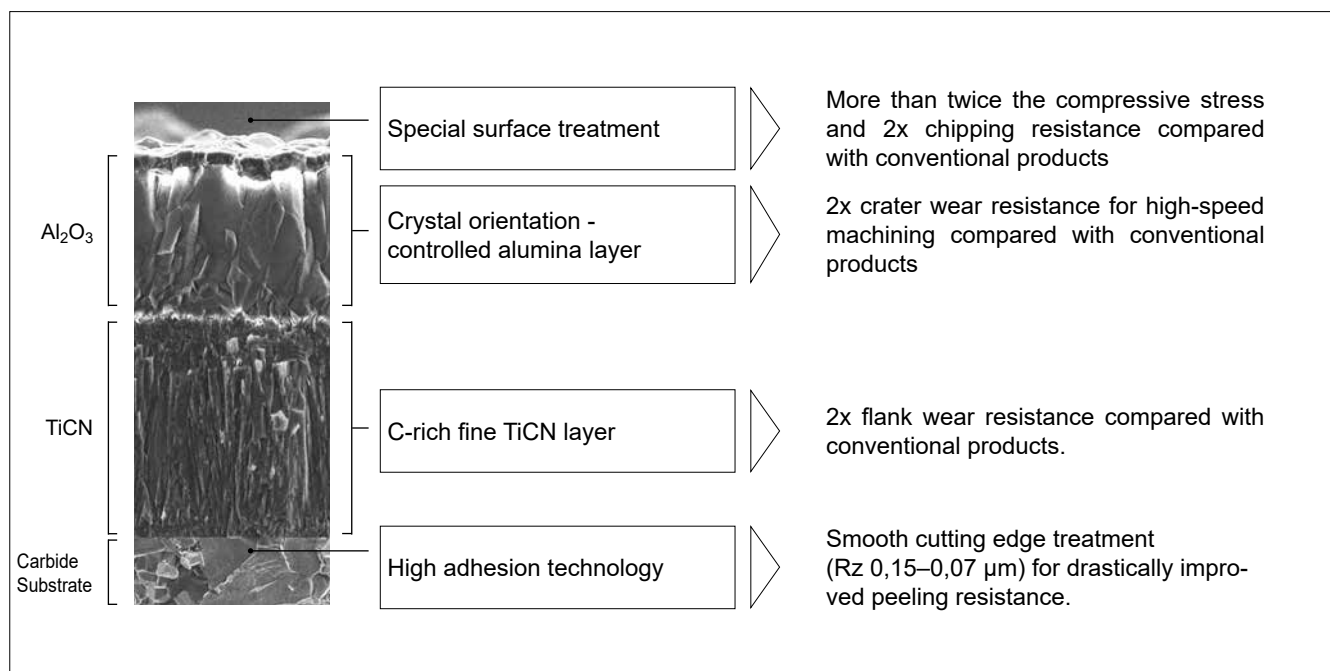 Special surface treatment
More than twice the compressive stress
and 2x chipping resistance compared
with conventional products
Al₂O₃
Crystal orientation -
controlled alumina layer
2x crater wear resistance for high-speed
machining compared with conventional
products
TiCN
C-rich fine TiCN layer
2x flank wear resistance compared with
conventional products.
Carbide
Substrate
High adhesion technology
Smooth cutting edge treatment
(Rz 0,15–0,07 μm) for drastically impro-
ved peeling resistance.